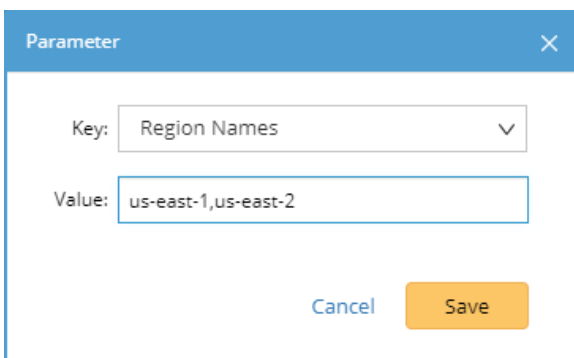 Parameter
Key: Region Names
Value: us-east-1,us-east-2
Cancel Save